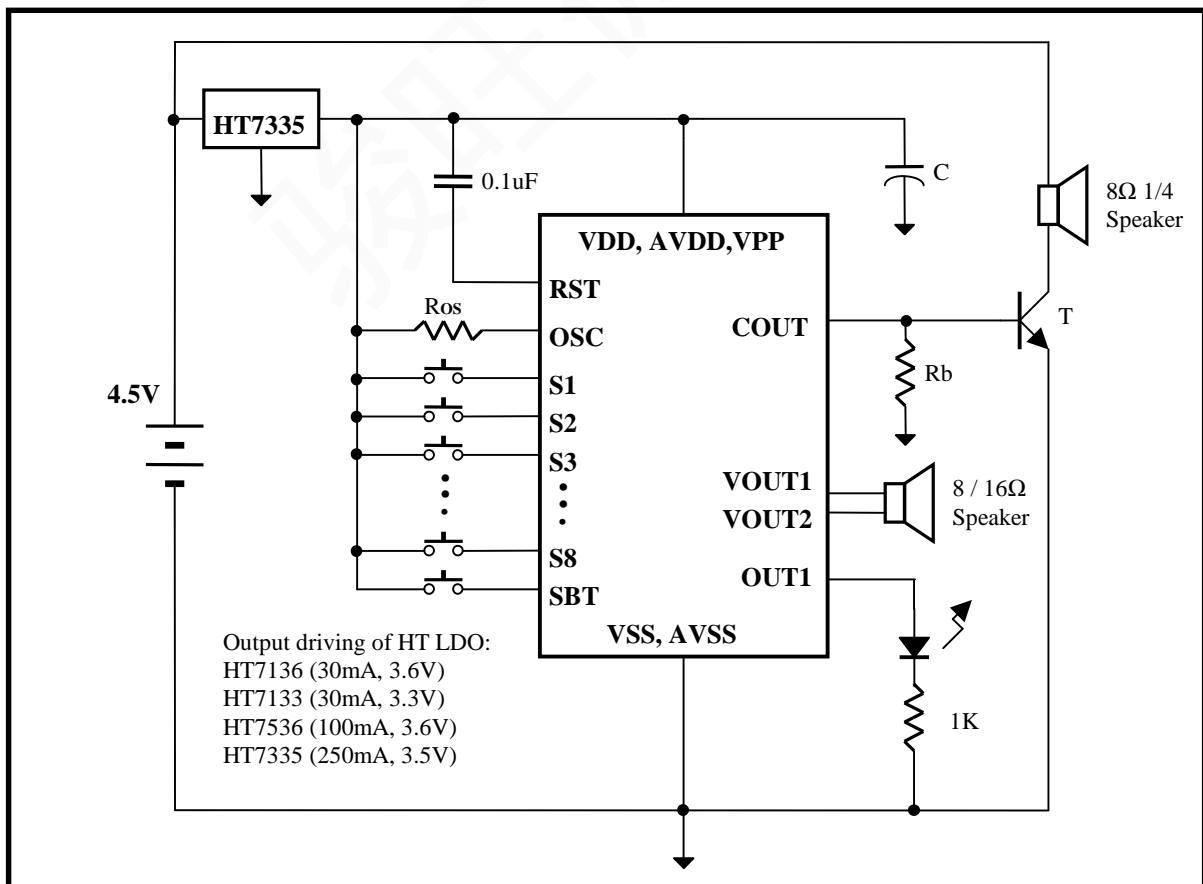 HT7335
0.1uF
C
8Ω 1/4
Speaker
VDD, AVDD,VPP
RST
Ros
OSC
COUT
T
S1
Rb
4.5V
S2
S3
VOUT1
8 / 16Ω
VOUT2
Speaker
S8
OUT1
SBT
VSS, AVSS
Output driving of HT LDO:
HT7136 (30mA, 3.6V)
HT7133 (30mA, 3.3V)
HT7536 (100mA, 3.6V)
HT7335 (250mA, 3.5V)
1K
骏旺